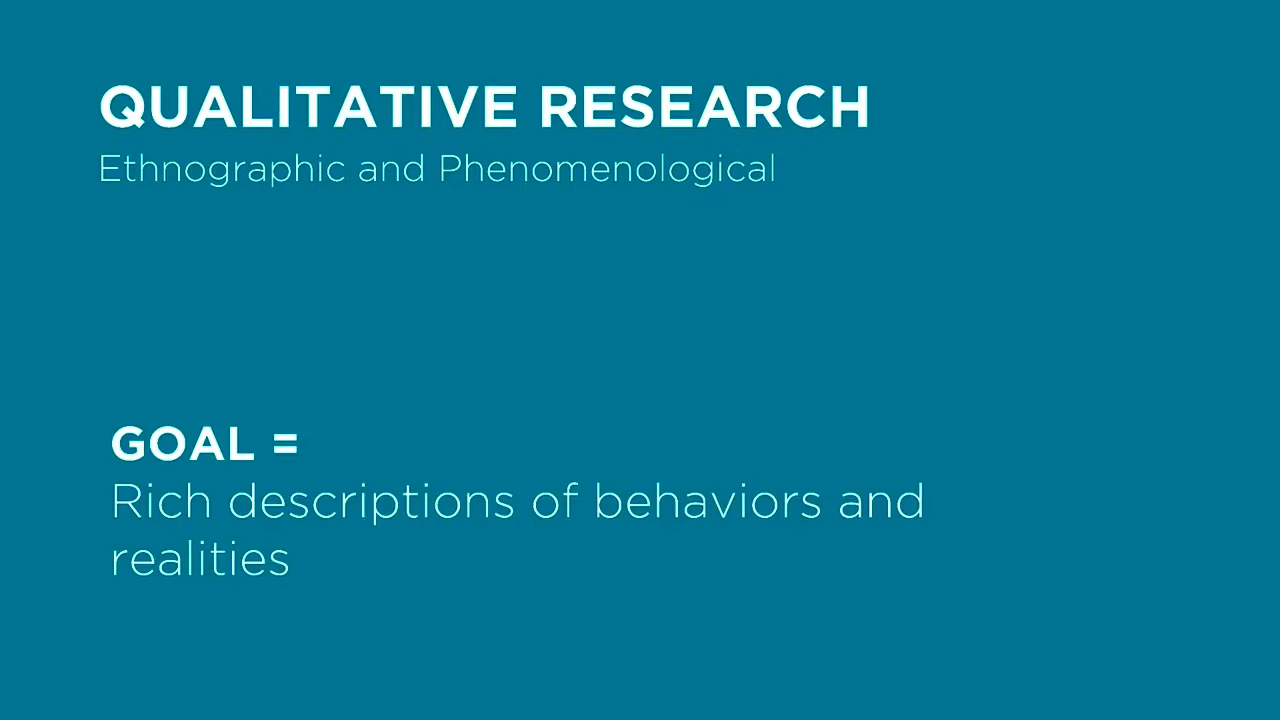 QUALITATIVE RESEARCH
Ethnographic and Phenomenological
GOAL =
Rich descriptions of behaviors and
realities